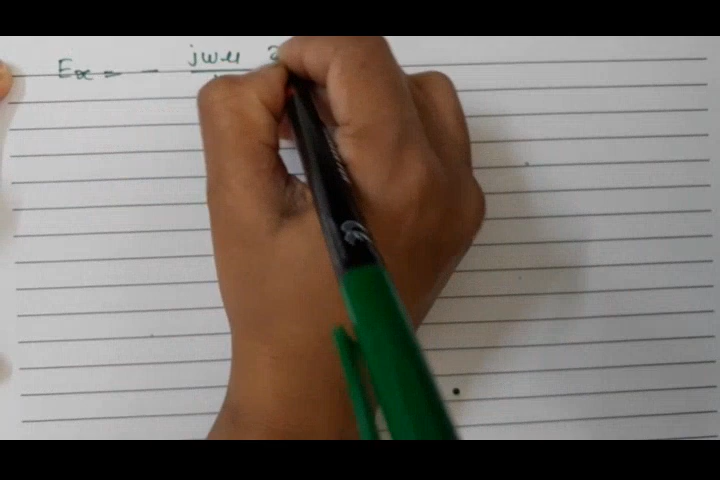 Ex = - jωμ ∂